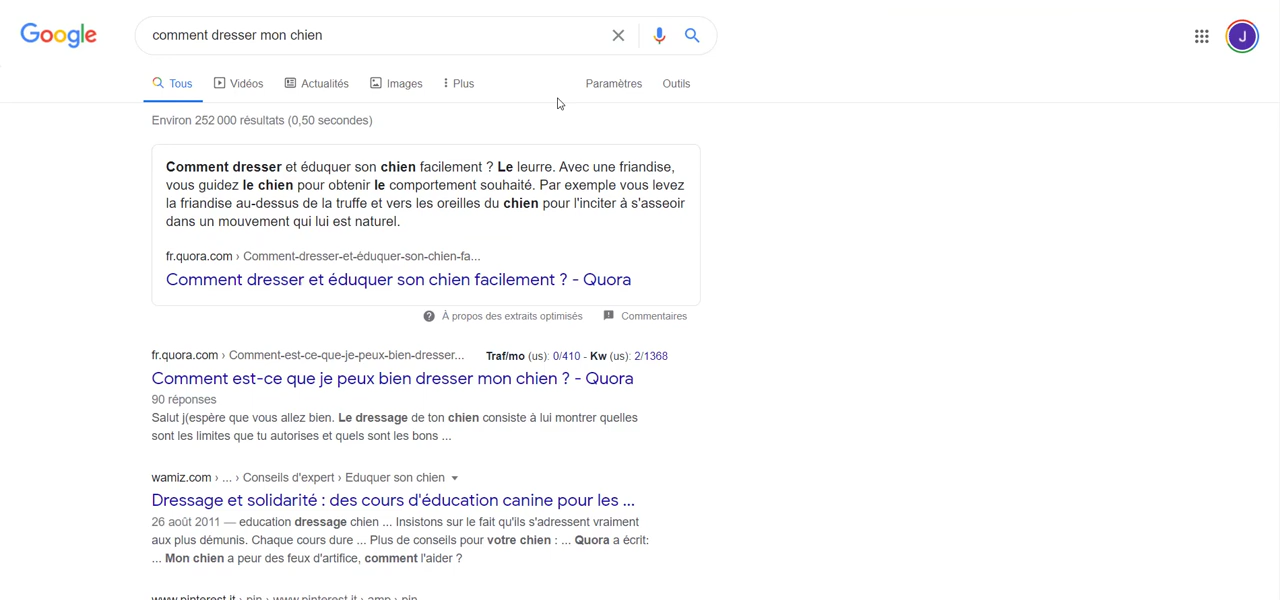 Google
comment dresser mon chien
J
Tous Vidéos Actualités Images Plus Paramètres Outils
Environ 252 000 résultats (0,50 secondes)
Comment dresser et éduquer son chien facilement ? Le leurre. Avec une friandise,
vous guidez le chien pour obtenir le comportement souhaité. Par exemple vous levez
la friandise au-dessus de la truffe et vers les oreilles du chien pour l'inciter à s'asseoir
dans un mouvement qui lui est naturel.
fr.quora.com › Comment-dresser-et-éduquer-son-chien-fa...
Comment dresser et éduquer son chien facilement ? - Quora
À propos des extraits optimisés Commentaires
fr.quora.com › Comment-est-ce-que-je-peux-bien-dresser... Traf/mo (us): 0/410 - Kw (us): 2/1368
Comment est-ce que je peux bien dresser mon chien ? - Quora
90 réponses
Salut j(espère que vous allez bien. Le dressage de ton chien consiste à lui montrer quelles
sont les limites que tu autorises et quels sont les bons ...
wamiz.com › ... › Conseils d'expert › Eduquer son chien
Dressage et solidarité : des cours d'éducation canine pour les ...
26 août 2011 — education dressage chien ... Insistons sur le fait qu'ils s'adressent vraiment
aux plus démunis. Chaque cours dure ... Plus de conseils pour votre chien : ... Quora a écrit:
... Mon chien a peur des feux d'artifice, comment l'aider ?
www.pinterest.it › pin › www.pinterest.it › amp › pin